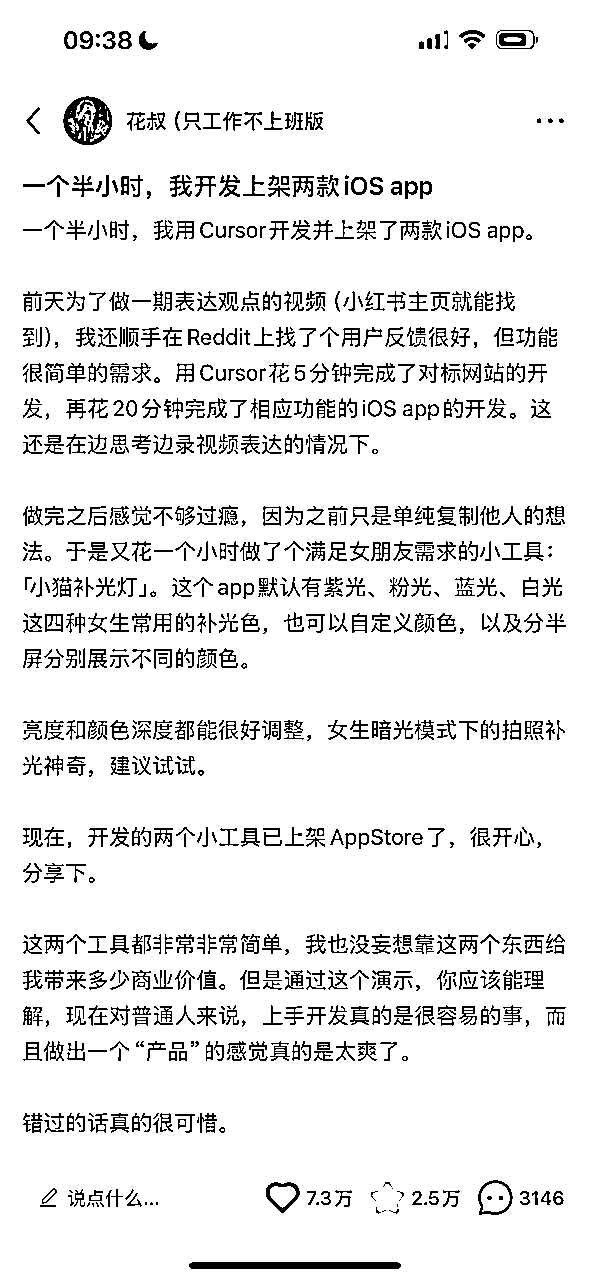 09:38
花叔（只工作不上班版
一个半小时，我开发上架两款iOS app
一个半小时，我用Cursor开发并上架了两款iOS app。
前天为了做一期表达观点的视频（小红书主页就能找
到），我还顺手在Reddit上找了个用户反馈很好，但功能
很简单的需求。用Cursor花5分钟完成了对标网站的开
发，再花20分钟完成了相应功能的iOS app的开发。这
还是在边思考边录视频表达的情况下。
做完之后感觉不够过瘾，因为之前只是单纯复制他人的想
法。于是又花一个小时做了个满足女朋友需求的小工具：
「小猫补光灯」。这个app默认有紫光、粉光、蓝光、白光
这四种女生常用的补光色，也可以自定义颜色，以及分半
屏分别展示不同的颜色。
亮度和颜色深度都能很好调整，女生暗光模式下的拍照补
光神奇，建议试试。
现在，开发的两个小工具已上架AppStore了，很开心，
分享下。
这两个工具都非常非常简单，我也没妄想靠这两个东西给
我带来多少商业价值。但是通过这个演示，你应该能理
解，现在对普通人来说，上手开发真的是很容易的事，而
且做出一个“产品”的感觉真的是太爽了。
错过的话真的很可惜。
说点什么... 7.3万 2.5万 3146